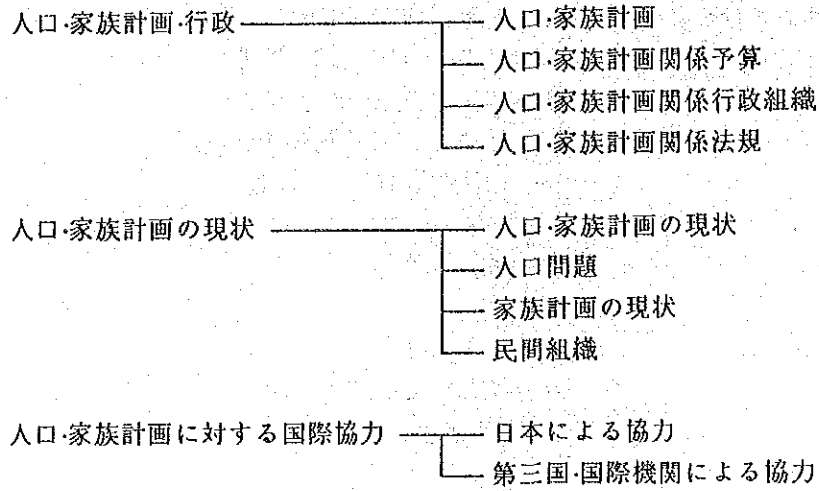 人口・家族計画・行政
人口・家族計画
人口・家族計画関係予算
人口・家族計画関係行政組織
人口・家族計画関係法規
人口・家族計画の現状
人口・家族計画の現状
人口問題
家族計画の現状
民間組織
人口・家族計画に対する国際協力
日本による協力
第三国・国際機関による協力